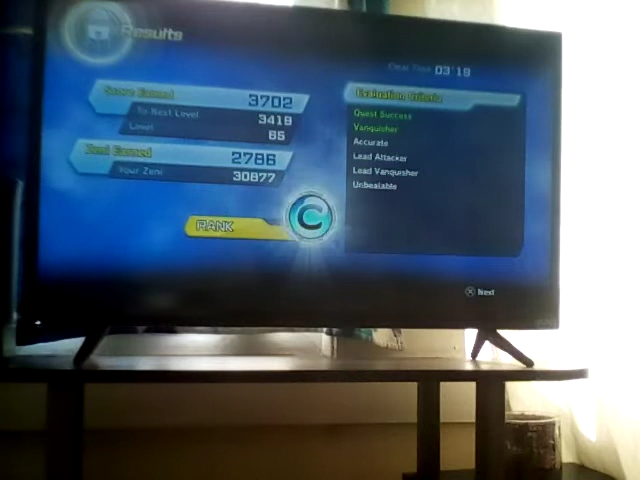 Results
Clear Time 03'19
Score Earned 3702
To Next Level 3418
Level 65
Zeni Earned 2786
Your Zeni 30877
RANK C
Evaluation Criteria
Quest Success
Vanquisher
Accurate
Lead Attacker
Lead Vanquisher
Unbeatable
Next